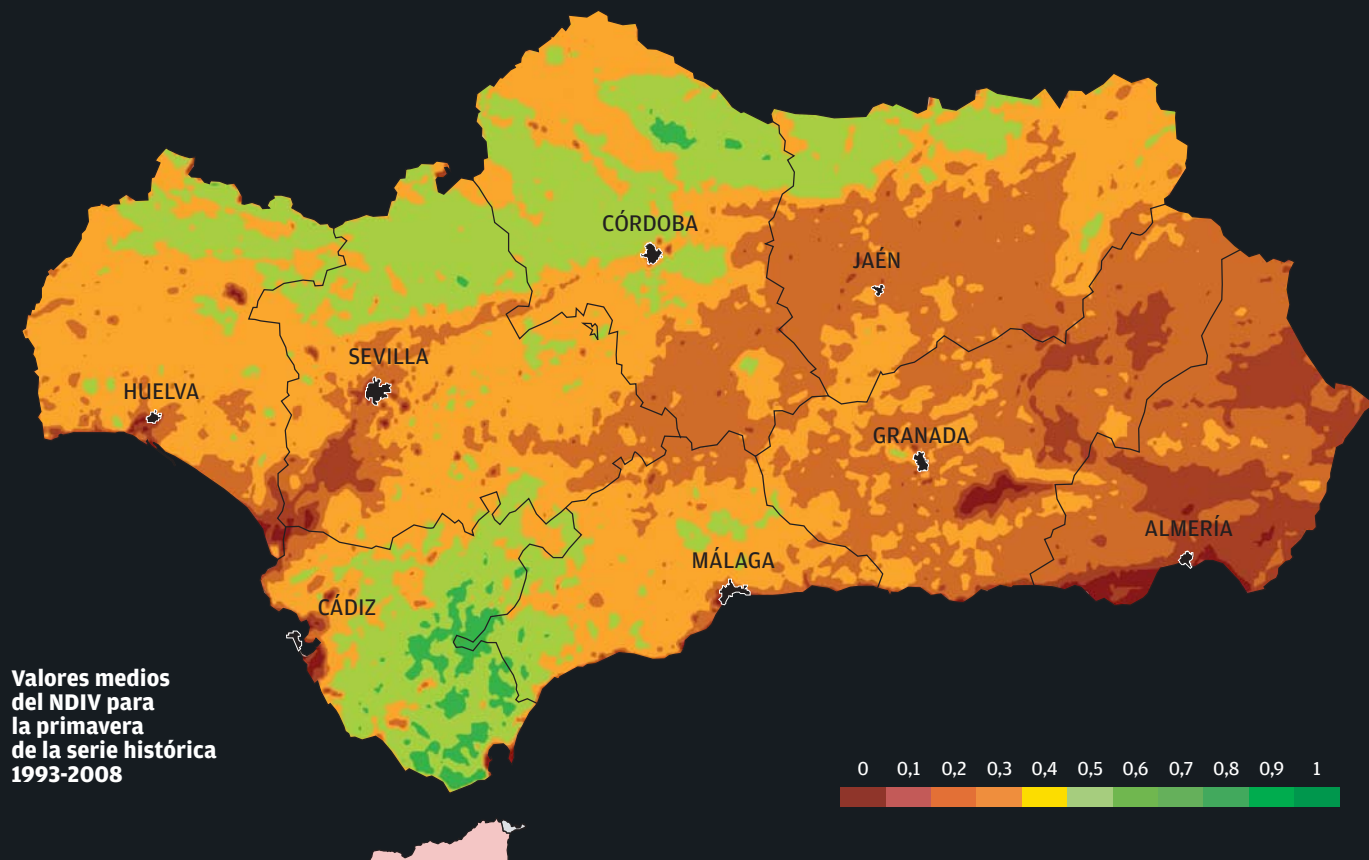 CÓRDOBA
JAÉN
SEVILLA
HUELVA
GRANADA
ALMERÍA
MÁLAGA
CÁDIZ
Valores medios
del NDIV para
la primavera
de la serie histórica
1993-2008
0 0,1 0,2 0,3 0,4 0,5 0,6 0,7 0,8 0,9 1